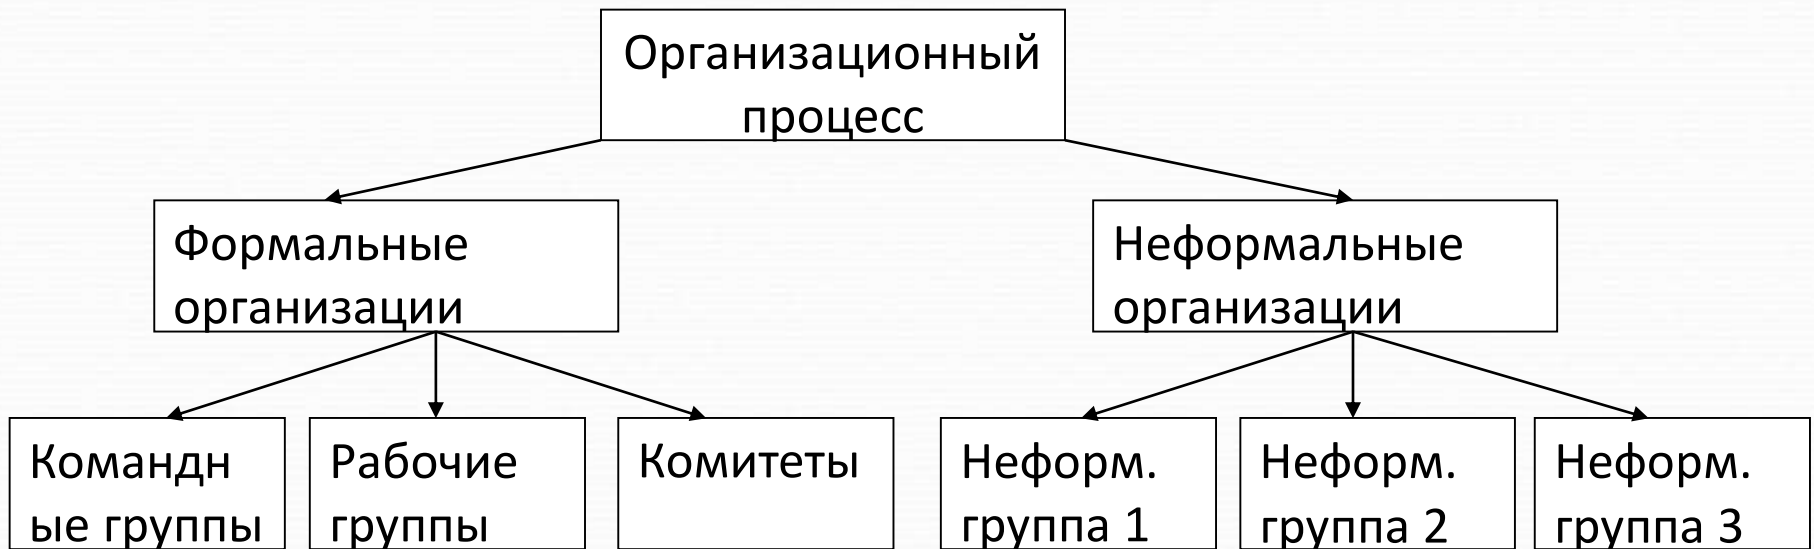 Организационный
процесс
Формальные
организации
Неформальные
организации
Командн
ые группы
Рабочие
группы
Комитеты
Неформ.
группа 1
Неформ.
группа 2
Неформ.
группа 3